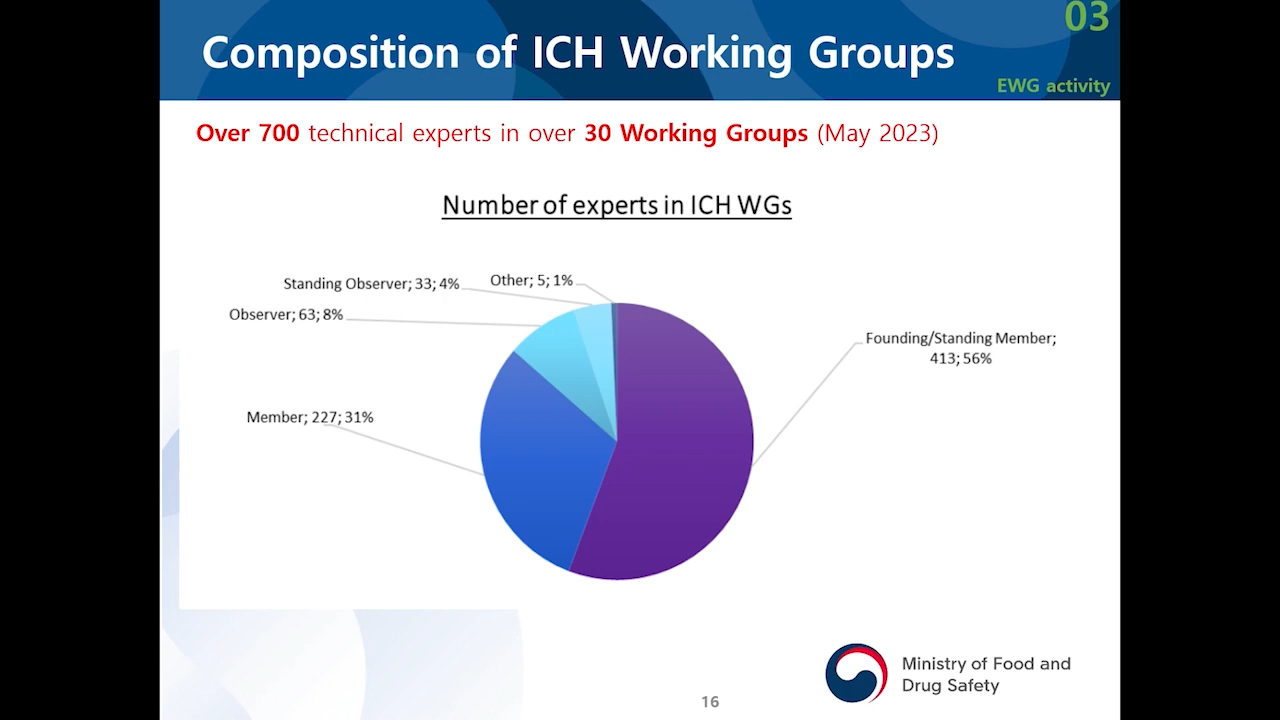 03
Composition of ICH Working Groups
EWG activity
Over 700 technical experts in over 30 Working Groups (May 2023)
Number of experts in ICH WGs
Standing Observer; 33; 4%
Other; 5; 1%
Observer; 63; 8%
Founding/Standing Member;
413; 56%
Member; 227; 31%
Ministry of Food and
Drug Safety
16